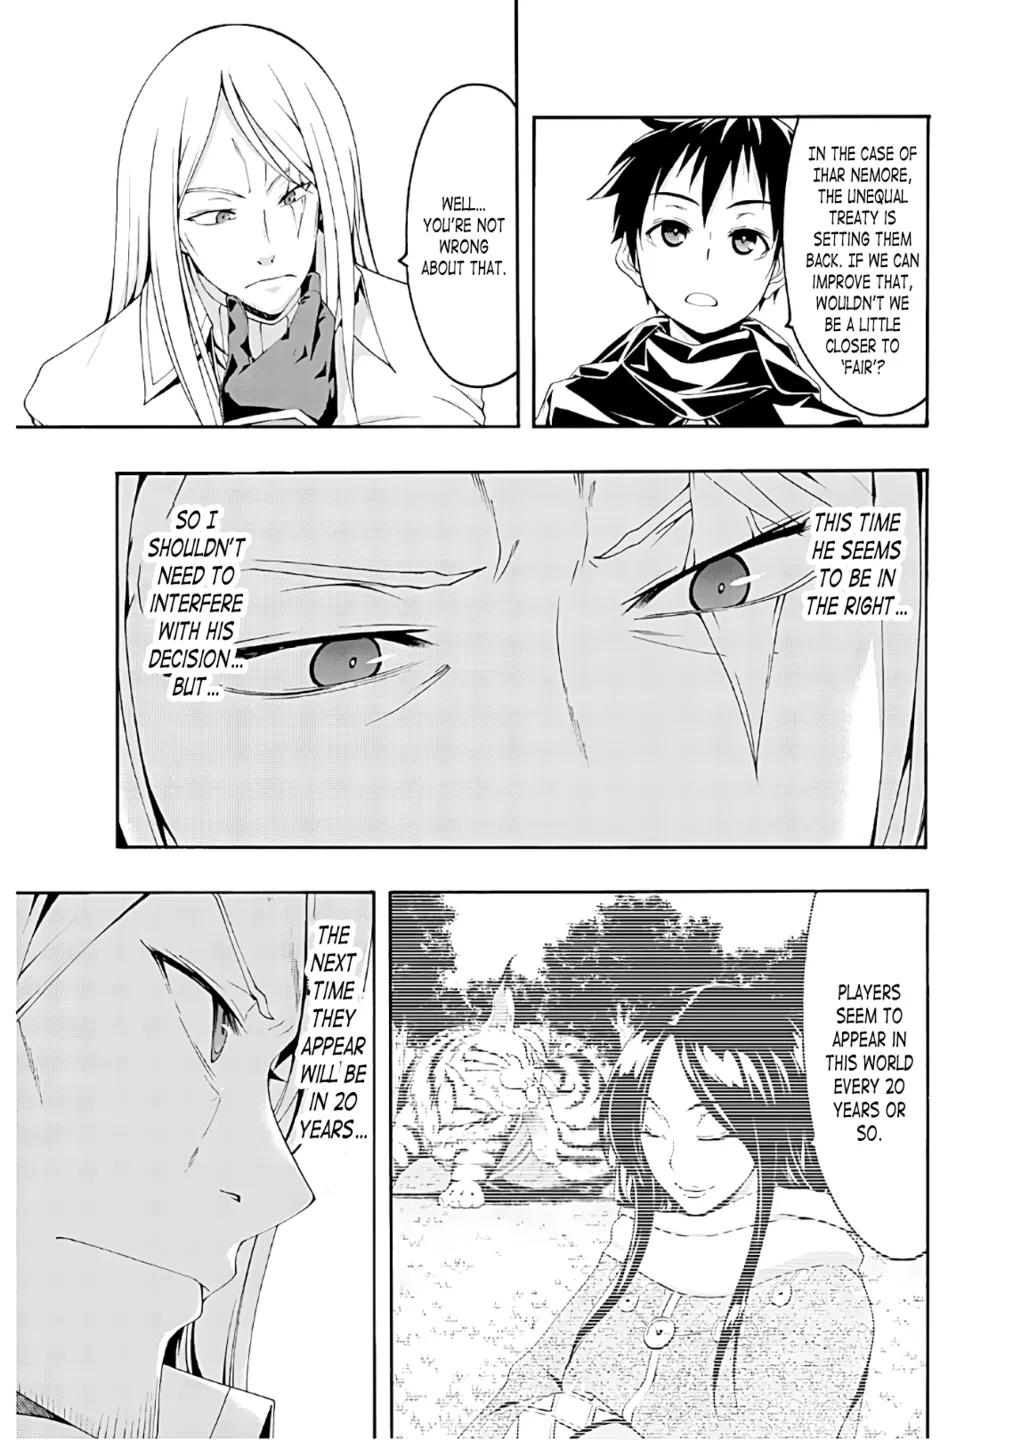 IN THE CASE OF
IHAR NEMORE,
THE UNEQUAL
TREATY IS
SETTING THEM
BACK. IF WE CAN
IMPROVE THAT,
WOULDN'T WE
BE A LITTLE
CLOSER TO
'FAIR'?
WELL...
YOU'RE NOT
WRONG
ABOUT THAT.
THIS TIME
HE SEEMS
TO BE IN
THE RIGHT...
SO I
SHOULDN'T
NEED TO
INTERFERE
WITH HIS
DECISION...
BUT...
PLAYERS
SEEM TO
APPEAR IN
THIS WORLD
EVERY 20
YEARS OR
SO.
THE
NEXT
TIME
THEY
APPEAR
WILL BE
IN 20
YEARS...